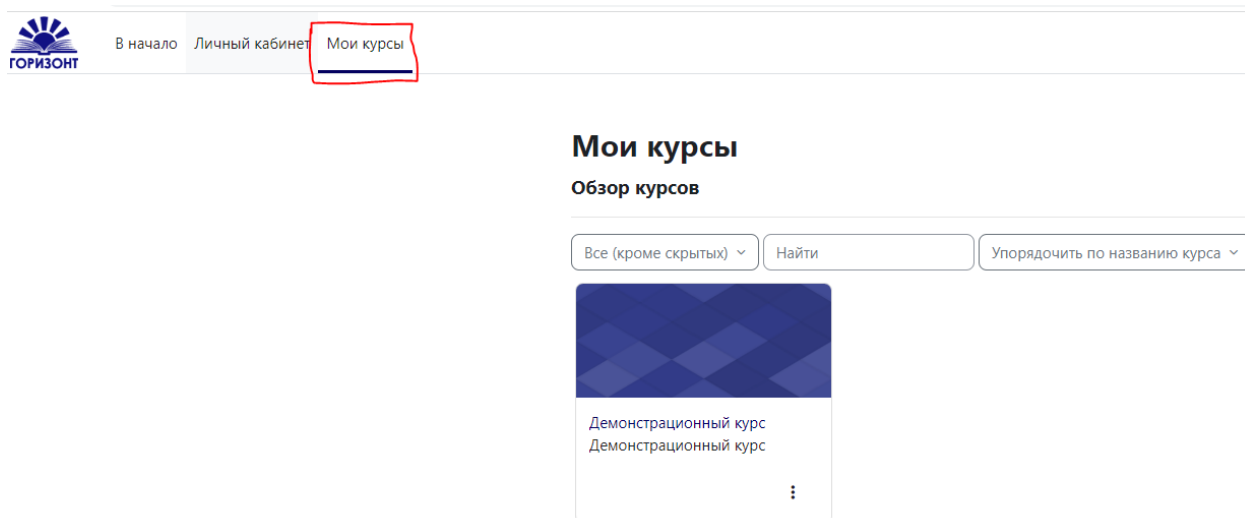 ГОРИЗОНТ
В начало Личный кабинет Мои курсы
Мои курсы
Обзор курсов
Все (кроме скрытых) Найти Упорядочить по названию курса
Демонстрационный курс
Демонстрационный курс